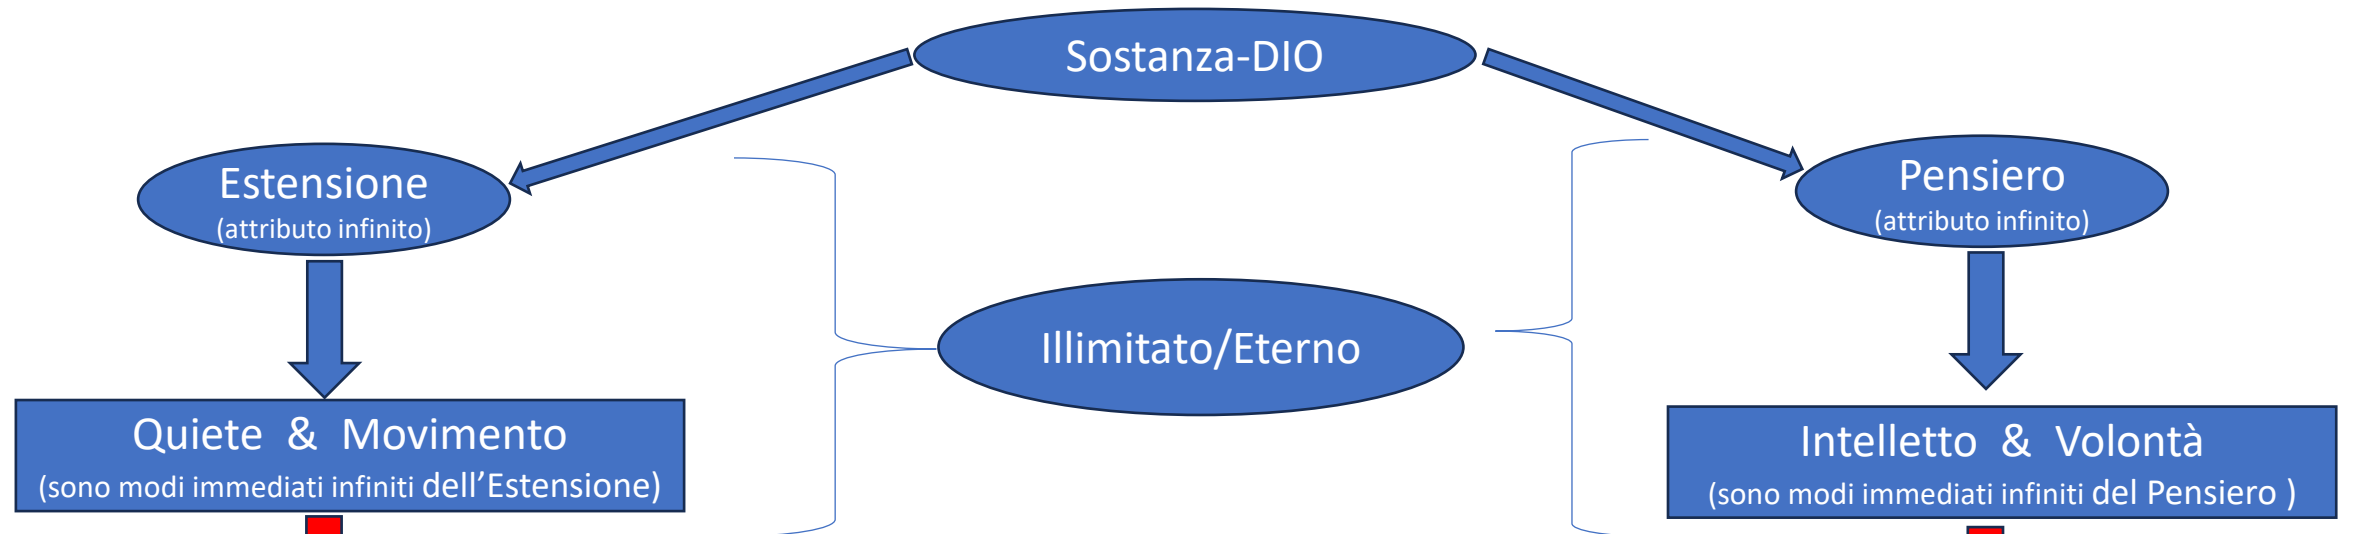 Sostanza-DIO
Estensione
(attributo infinito)
Pensiero
(attributo infinito)
Illimitato/Eterno
Quiete & Movimento
(sono modi immediati infiniti dell’Estensione)
Intelletto & Volontà
(sono modi immediati infiniti del Pensiero )